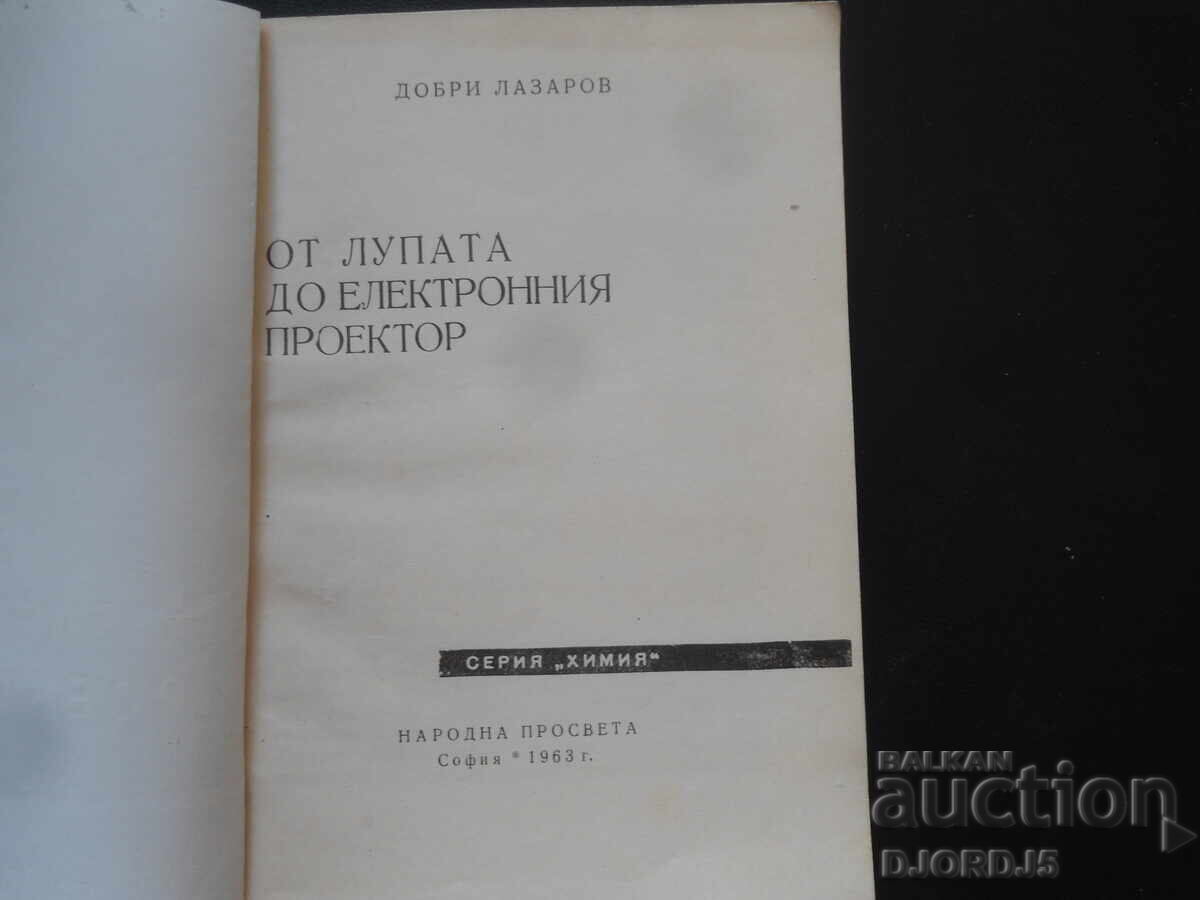 ДОБРИ ЛАЗАРОВ
ОТ ЛУПАТА
ДО ЕЛЕКТРОННИЯ
ПРОЕКТОР
СЕРИЯ „ХИМИЯ“
НАРОДНА ПРОСВЕТА
София * 1963 г.
BALKAN
auction
DJORDJ5